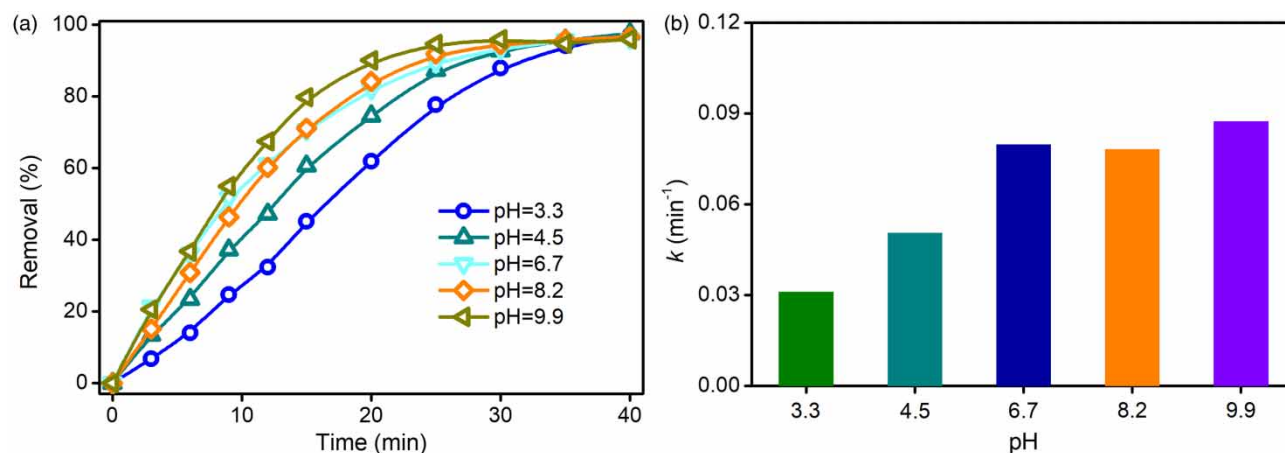 (a)
100
80
60
40
20
0
Removal (%)
0 10 20 30 40
Time (min)
pH=3.3
pH=4.5
pH=6.7
pH=8.2
pH=9.9
(b)
0.12
0.09
0.06
0.03
0.00
k (min⁻¹)
3.3 4.5 6.7 8.2 9.9
pH